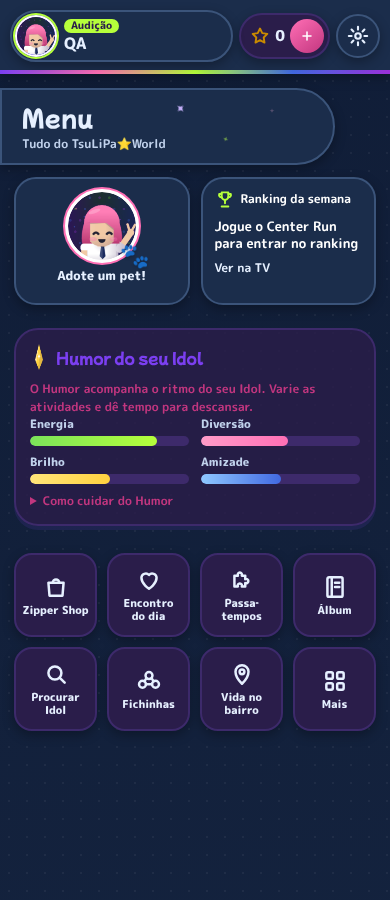 Audição
QA
0
+
Menu
Tudo do TsuLiPa⭐World
Adote um pet!
Ranking da semana
Jogue o Center Run
para entrar no ranking
Ver na TV
Humor do seu Idol
O Humor acompanha o ritmo do seu Idol. Varie as
atividades e dê tempo para descansar.
Energia
Diversão
Brilho
Amizade
Como cuidar do Humor
Zipper Shop
Encontro
do dia
Passa-
tempos
Álbum
Procurar
Idol
Fichinhas
Vida no
bairro
Mais